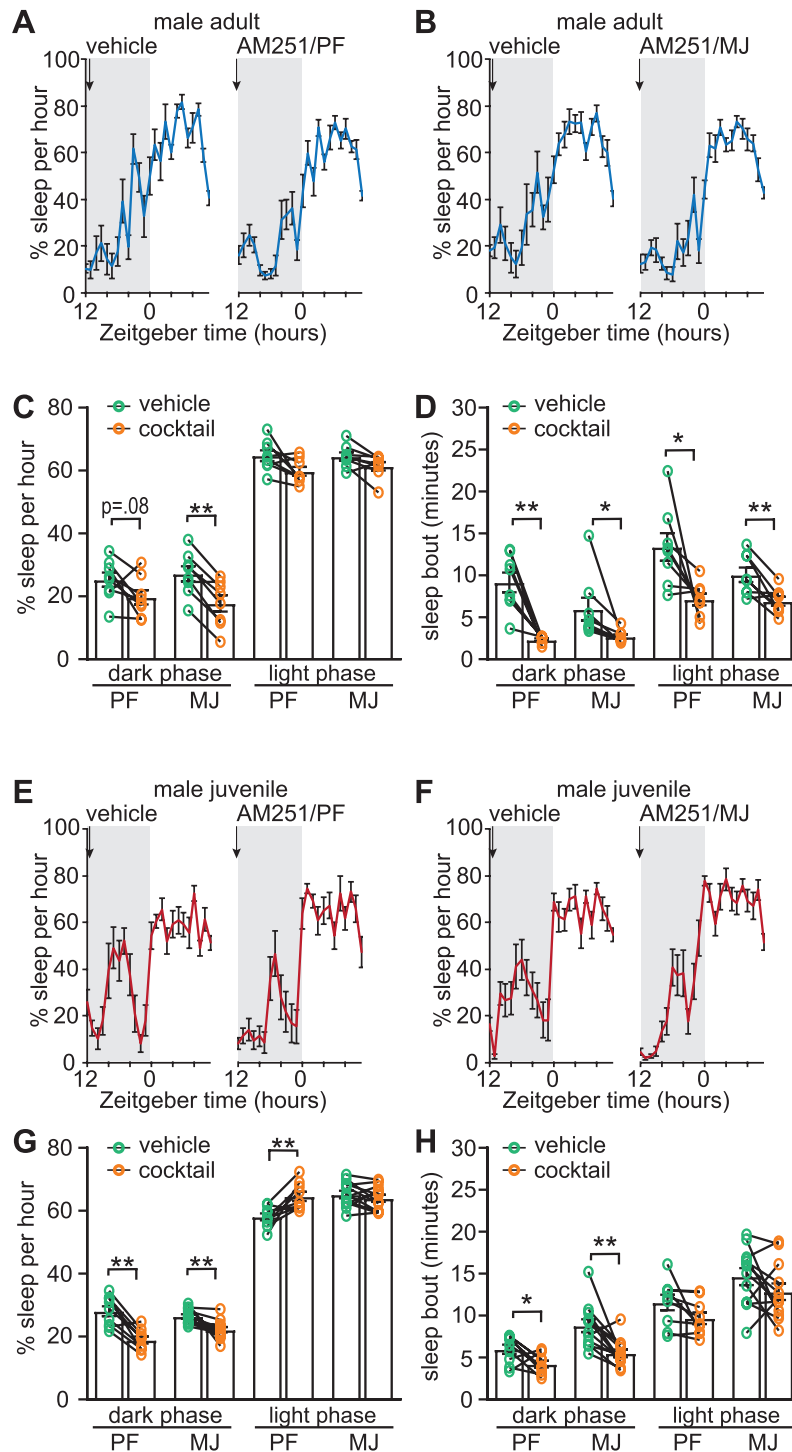 A male adult
vehicle AM251/PF
100
80
60
40
20
0
% sleep per hour
12 0 0
Zeitgeber time (hours)
B male adult
vehicle AM251/MJ
100
80
60
40
20
0
% sleep per hour
12 0 0
Zeitgeber time (hours)
C
vehicle
cocktail
80
60
40
20
0
% sleep per hour
p=.08 **
dark phase light phase
PF MJ PF MJ
D
vehicle
cocktail
30
25
20
15
10
5
0
sleep bout (minutes)
** * * **
dark phase light phase
PF MJ PF MJ
E male juvenile
vehicle AM251/PF
100
80
60
40
20
0
% sleep per hour
12 0 0
Zeitgeber time (hours)
F male juvenile
vehicle AM251/MJ
100
80
60
40
20
0
% sleep per hour
12 0 0
Zeitgeber time (hours)
G
vehicle
cocktail
80
60
40
20
0
% sleep per hour
** ** **
dark phase light phase
PF MJ PF MJ
H
vehicle
cocktail
30
25
20
15
10
5
0
sleep bout (minutes)
* **
dark phase light phase
PF MJ PF MJ